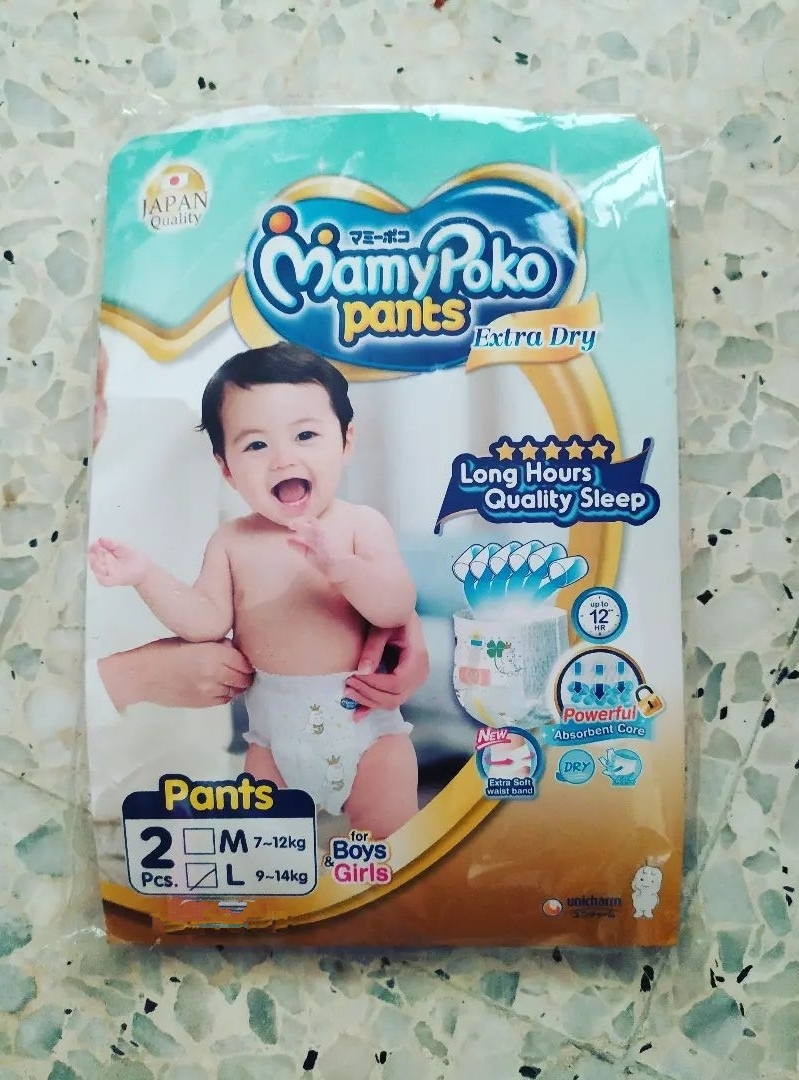 JAPAN
Quality
マミーポコ
MamyPoko
pants
Extra Dry
Long Hours
Quality Sleep
up to
12
HR
Powerful
Absorbent Core
NEW
Extra Soft
waist band
DRY
Pants
2
Pcs.
M 7~12kg
L 9~14kg
for
Boys
& Girls
unicharm
ユニ・チャーム